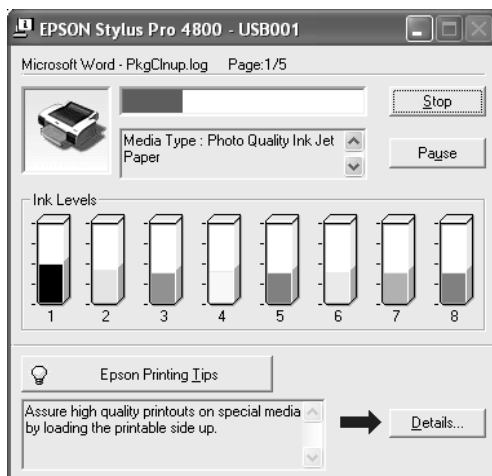 EPSON Stylus Pro 4800 - USB001
Microsoft Word - PkgClnup.log Page:1/5
Stop
Media Type : Photo Quality Ink Jet
Paper
Pause
Ink Levels
1 2 3 4 5 6 7 8
Epson Printing Tips
Assure high quality printouts on special media
by loading the printable side up.
Details...